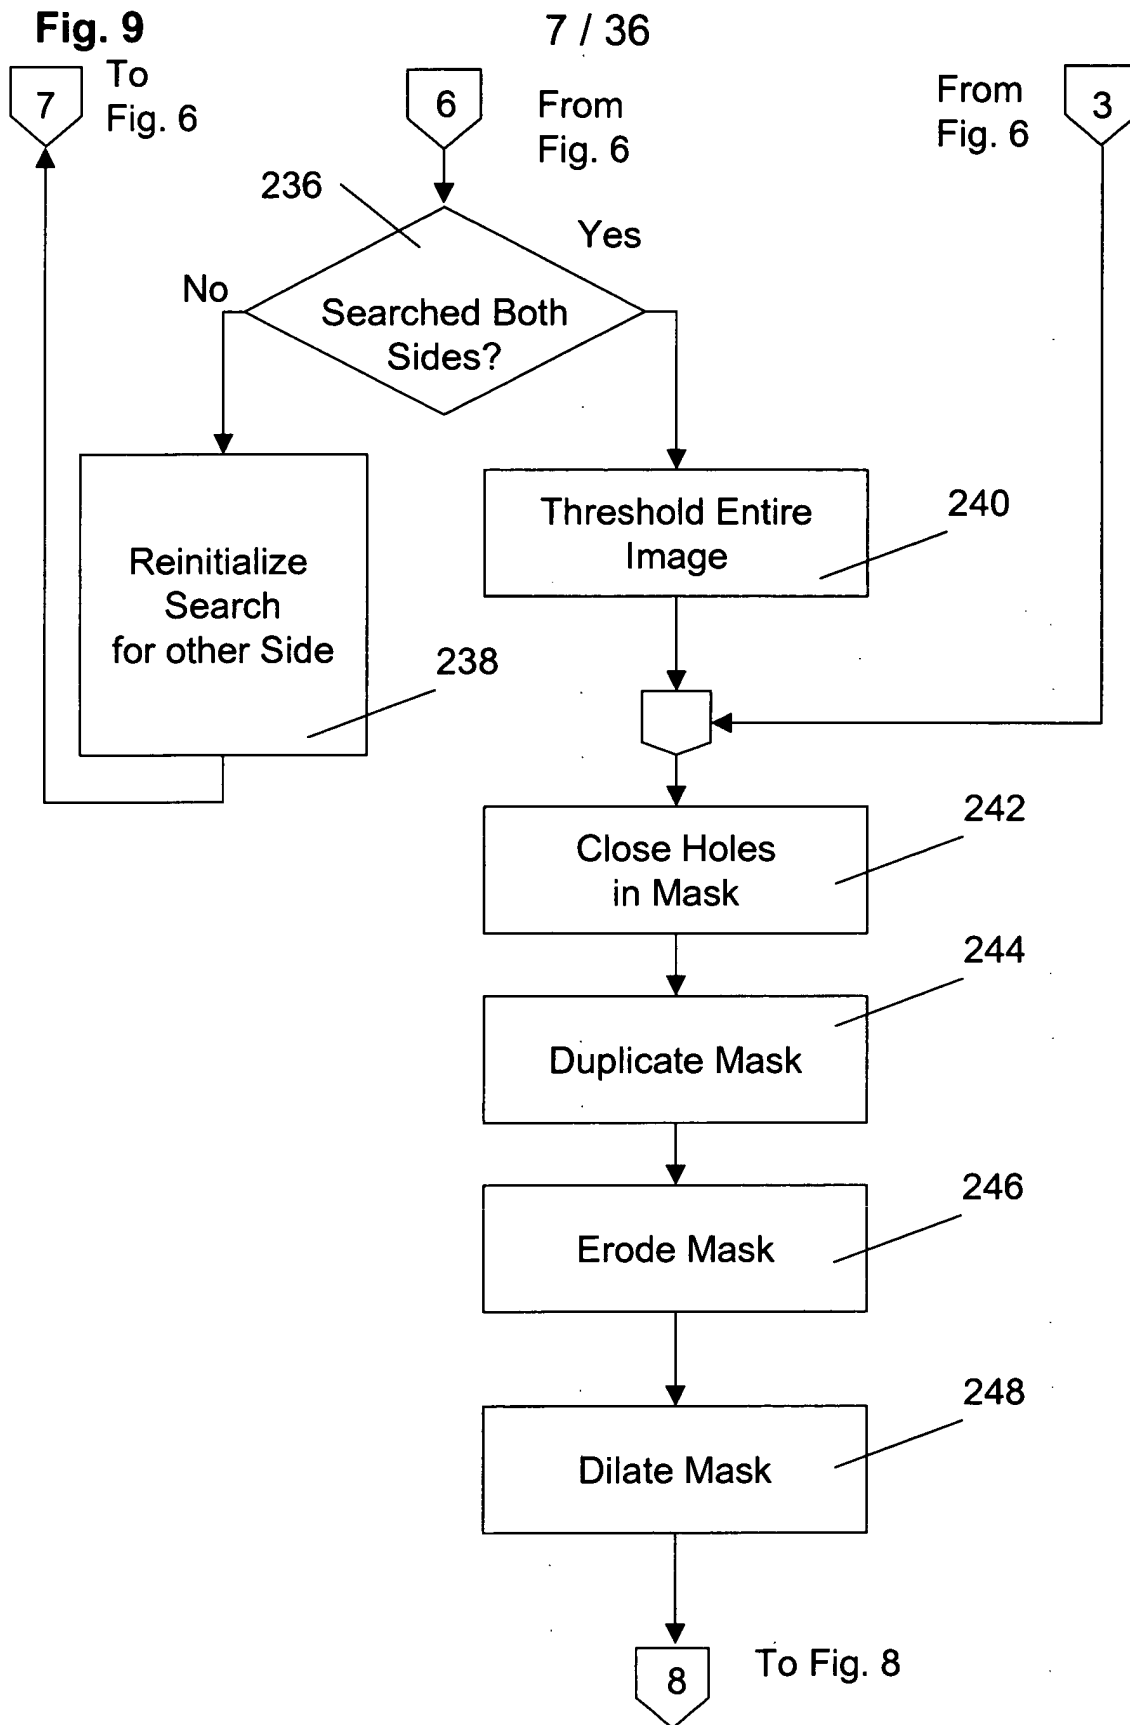 Fig. 9
7 / 36
7
To
Fig. 6
6
From
Fig. 6
From
Fig. 6
3
236
Yes
No
Searched Both
Sides?
Threshold Entire
Image
240
Reinitialize
Search
for other Side
238
242
Close Holes
in Mask
244
Duplicate Mask
246
Erode Mask
248
Dilate Mask
8
To Fig. 8